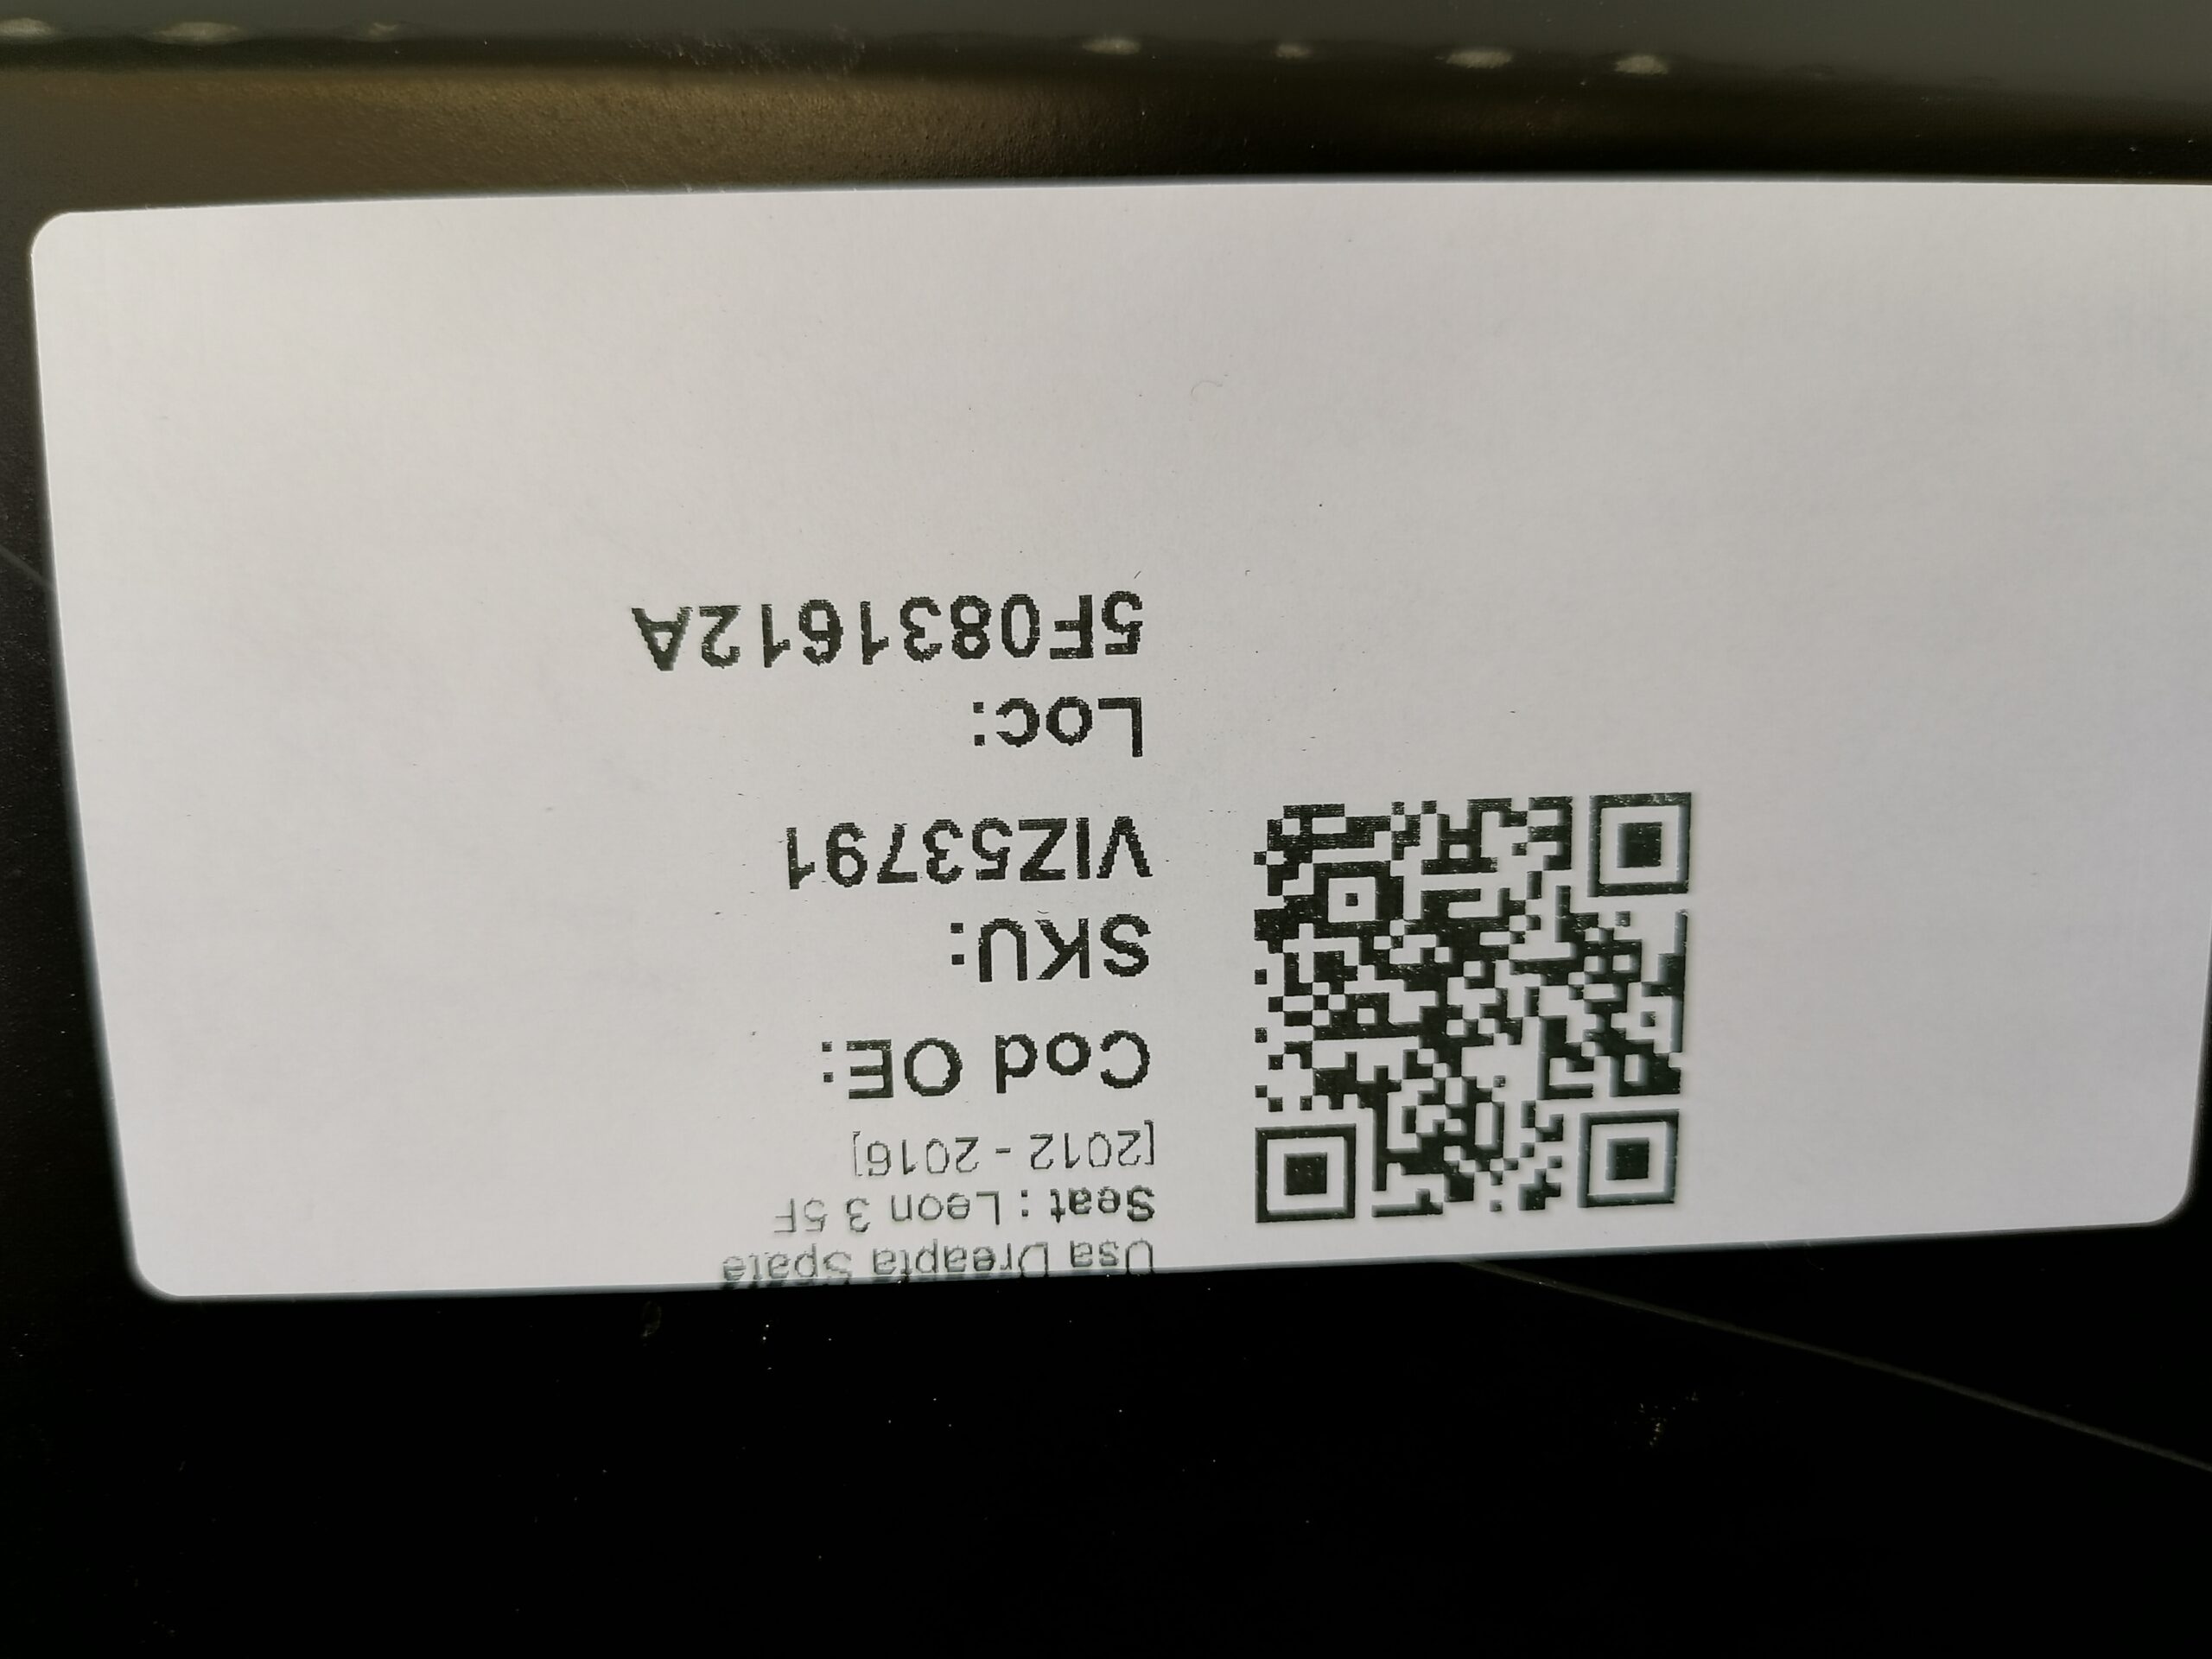 Usa Dreapta Spate
Seat : Leon 3 5F
[2012 - 2016]
Cod OE:
SKU:
VIZ53791
Loc:
5F0831612A